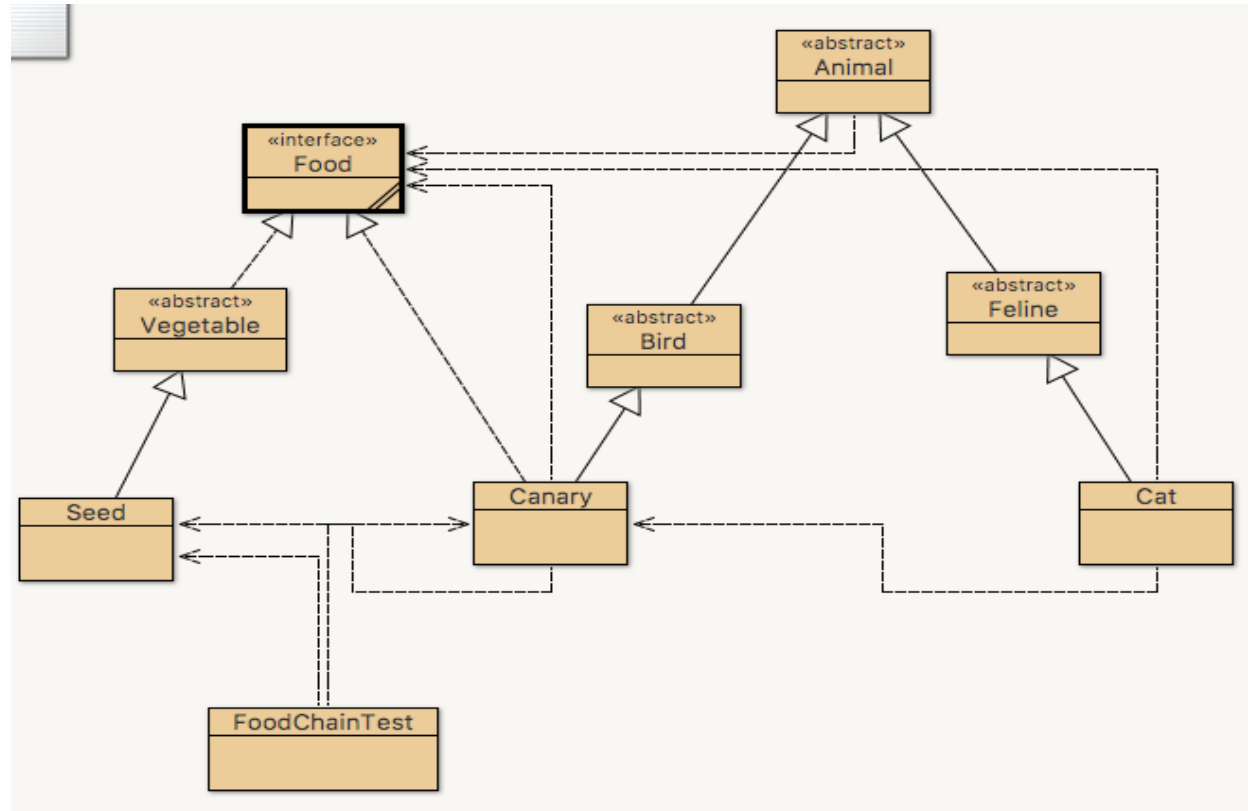 «abstract»
Animal
«interface»
Food
«abstract»
Vegetable
«abstract»
Bird
«abstract»
Feline
Seed
Canary
Cat
FoodChainTest